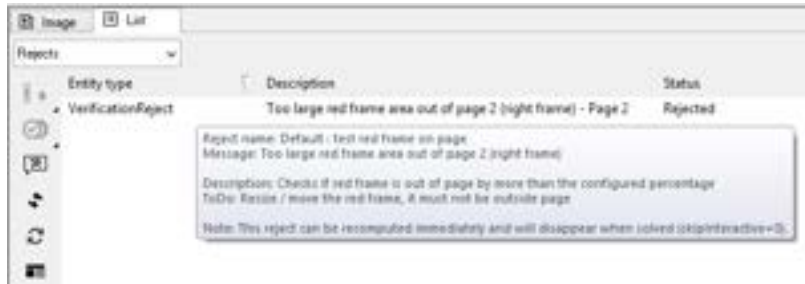 Image List
Rejects
Entity type Description Status
VerificationReject Too large red frame area out of page 2 (right frame) - Page 2 Rejected
Reject name: Default - test red frame on page
Message: Too large red frame area out of page 2 (right frame)
Description: Checks if red frame is out of page by more than the configured percentage
ToDo: Resize / move the red frame, it must not be outside page
Note: This reject can be recomputed immediately and will disappear when solved (skipInteractive=0).